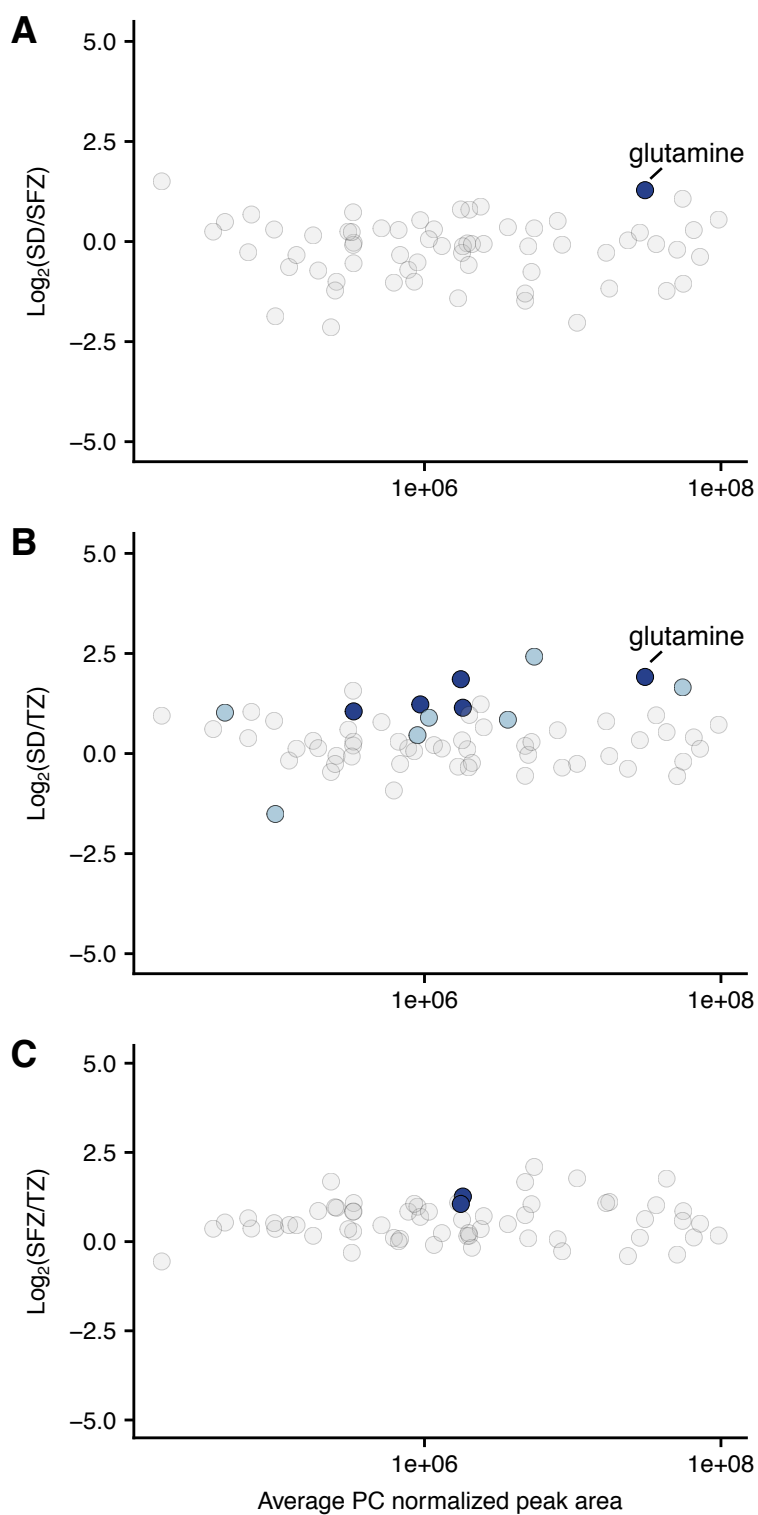 A
5.0
2.5
0.0
−2.5
−5.0
Log₂(SD/SFZ)
glutamine
1e+06
1e+08
B
5.0
2.5
0.0
−2.5
−5.0
Log₂(SD/TZ)
glutamine
1e+06
1e+08
C
5.0
2.5
0.0
−2.5
−5.0
Log₂(SFZ/TZ)
1e+06
1e+08
Average PC normalized peak area